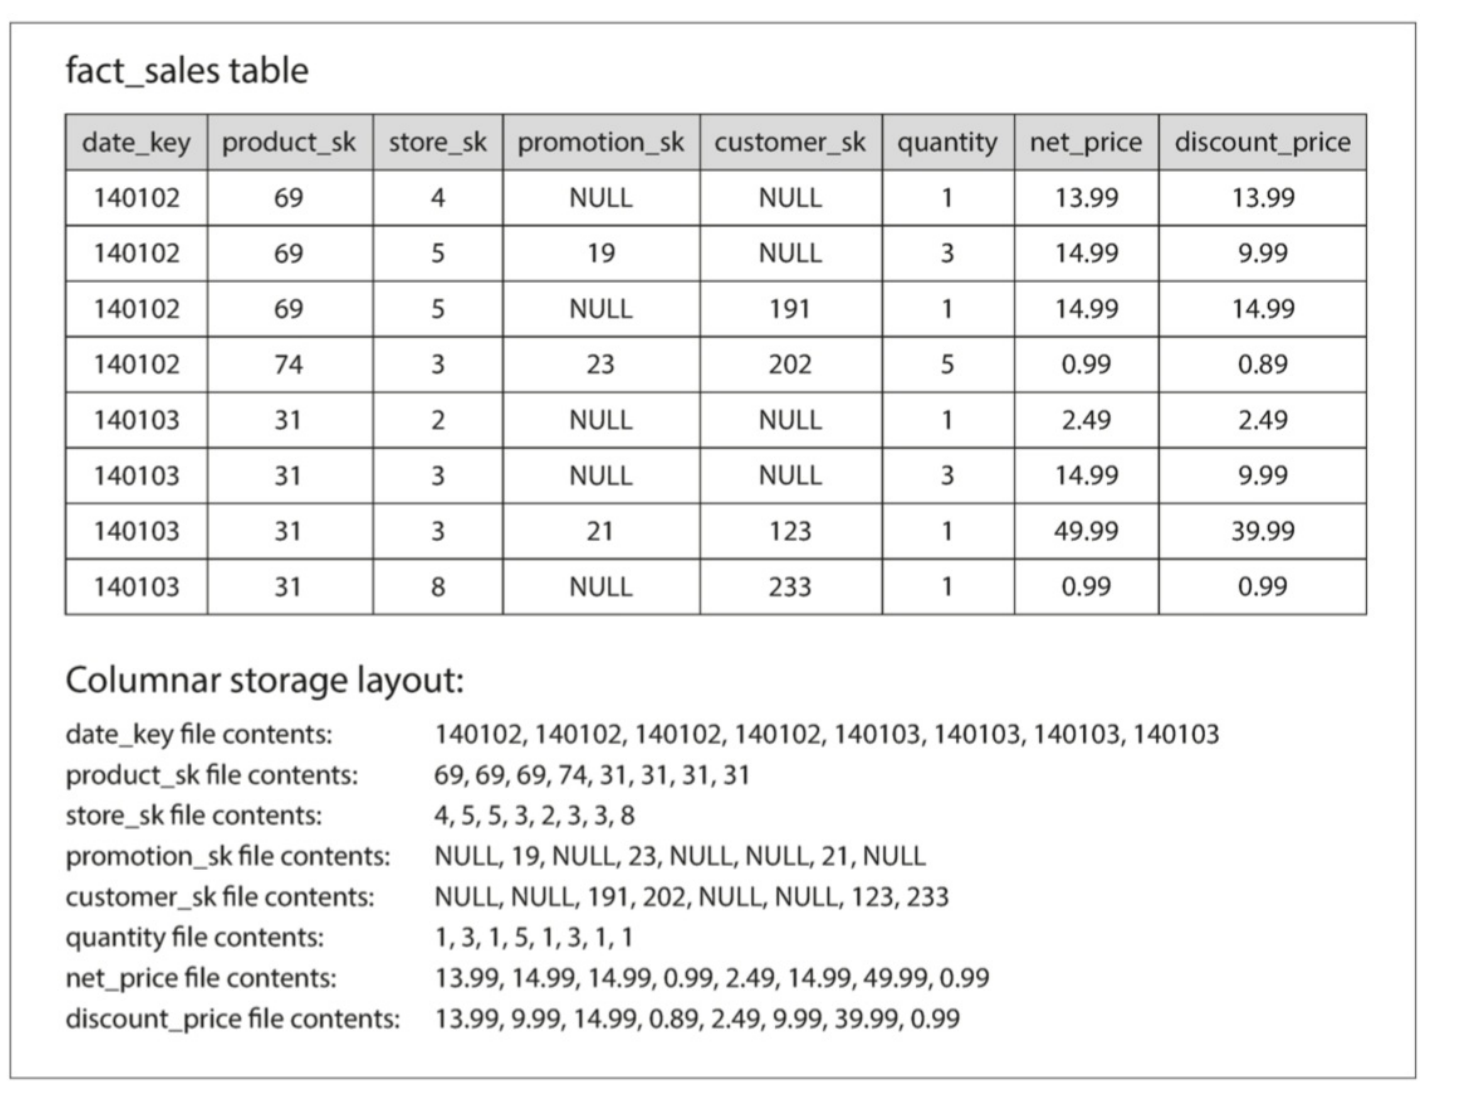 fact_sales table
date_key product_sk store_sk promotion_sk customer_sk quantity net_price discount_price
140102 69 4 NULL NULL 1 13.99 13.99
140102 69 5 19 NULL 3 14.99 9.99
140102 69 5 NULL 191 1 14.99 14.99
140102 74 3 23 202 5 0.99 0.89
140103 31 2 NULL NULL 1 2.49 2.49
140103 31 3 NULL NULL 3 14.99 9.99
140103 31 3 21 123 1 49.99 39.99
140103 31 8 NULL 233 1 0.99 0.99
Columnar storage layout:
date_key file contents: 140102, 140102, 140102, 140102, 140103, 140103, 140103, 140103
product_sk file contents: 69, 69, 69, 74, 31, 31, 31, 31
store_sk file contents: 4, 5, 5, 3, 2, 3, 3, 8
promotion_sk file contents: NULL, 19, NULL, 23, NULL, NULL, 21, NULL
customer_sk file contents: NULL, NULL, 191, 202, NULL, NULL, 123, 233
quantity file contents: 1, 3, 1, 5, 1, 3, 1, 1
net_price file contents: 13.99, 14.99, 14.99, 0.99, 2.49, 14.99, 49.99, 0.99
discount_price file contents: 13.99, 9.99, 14.99, 0.89, 2.49, 9.99, 39.99, 0.99